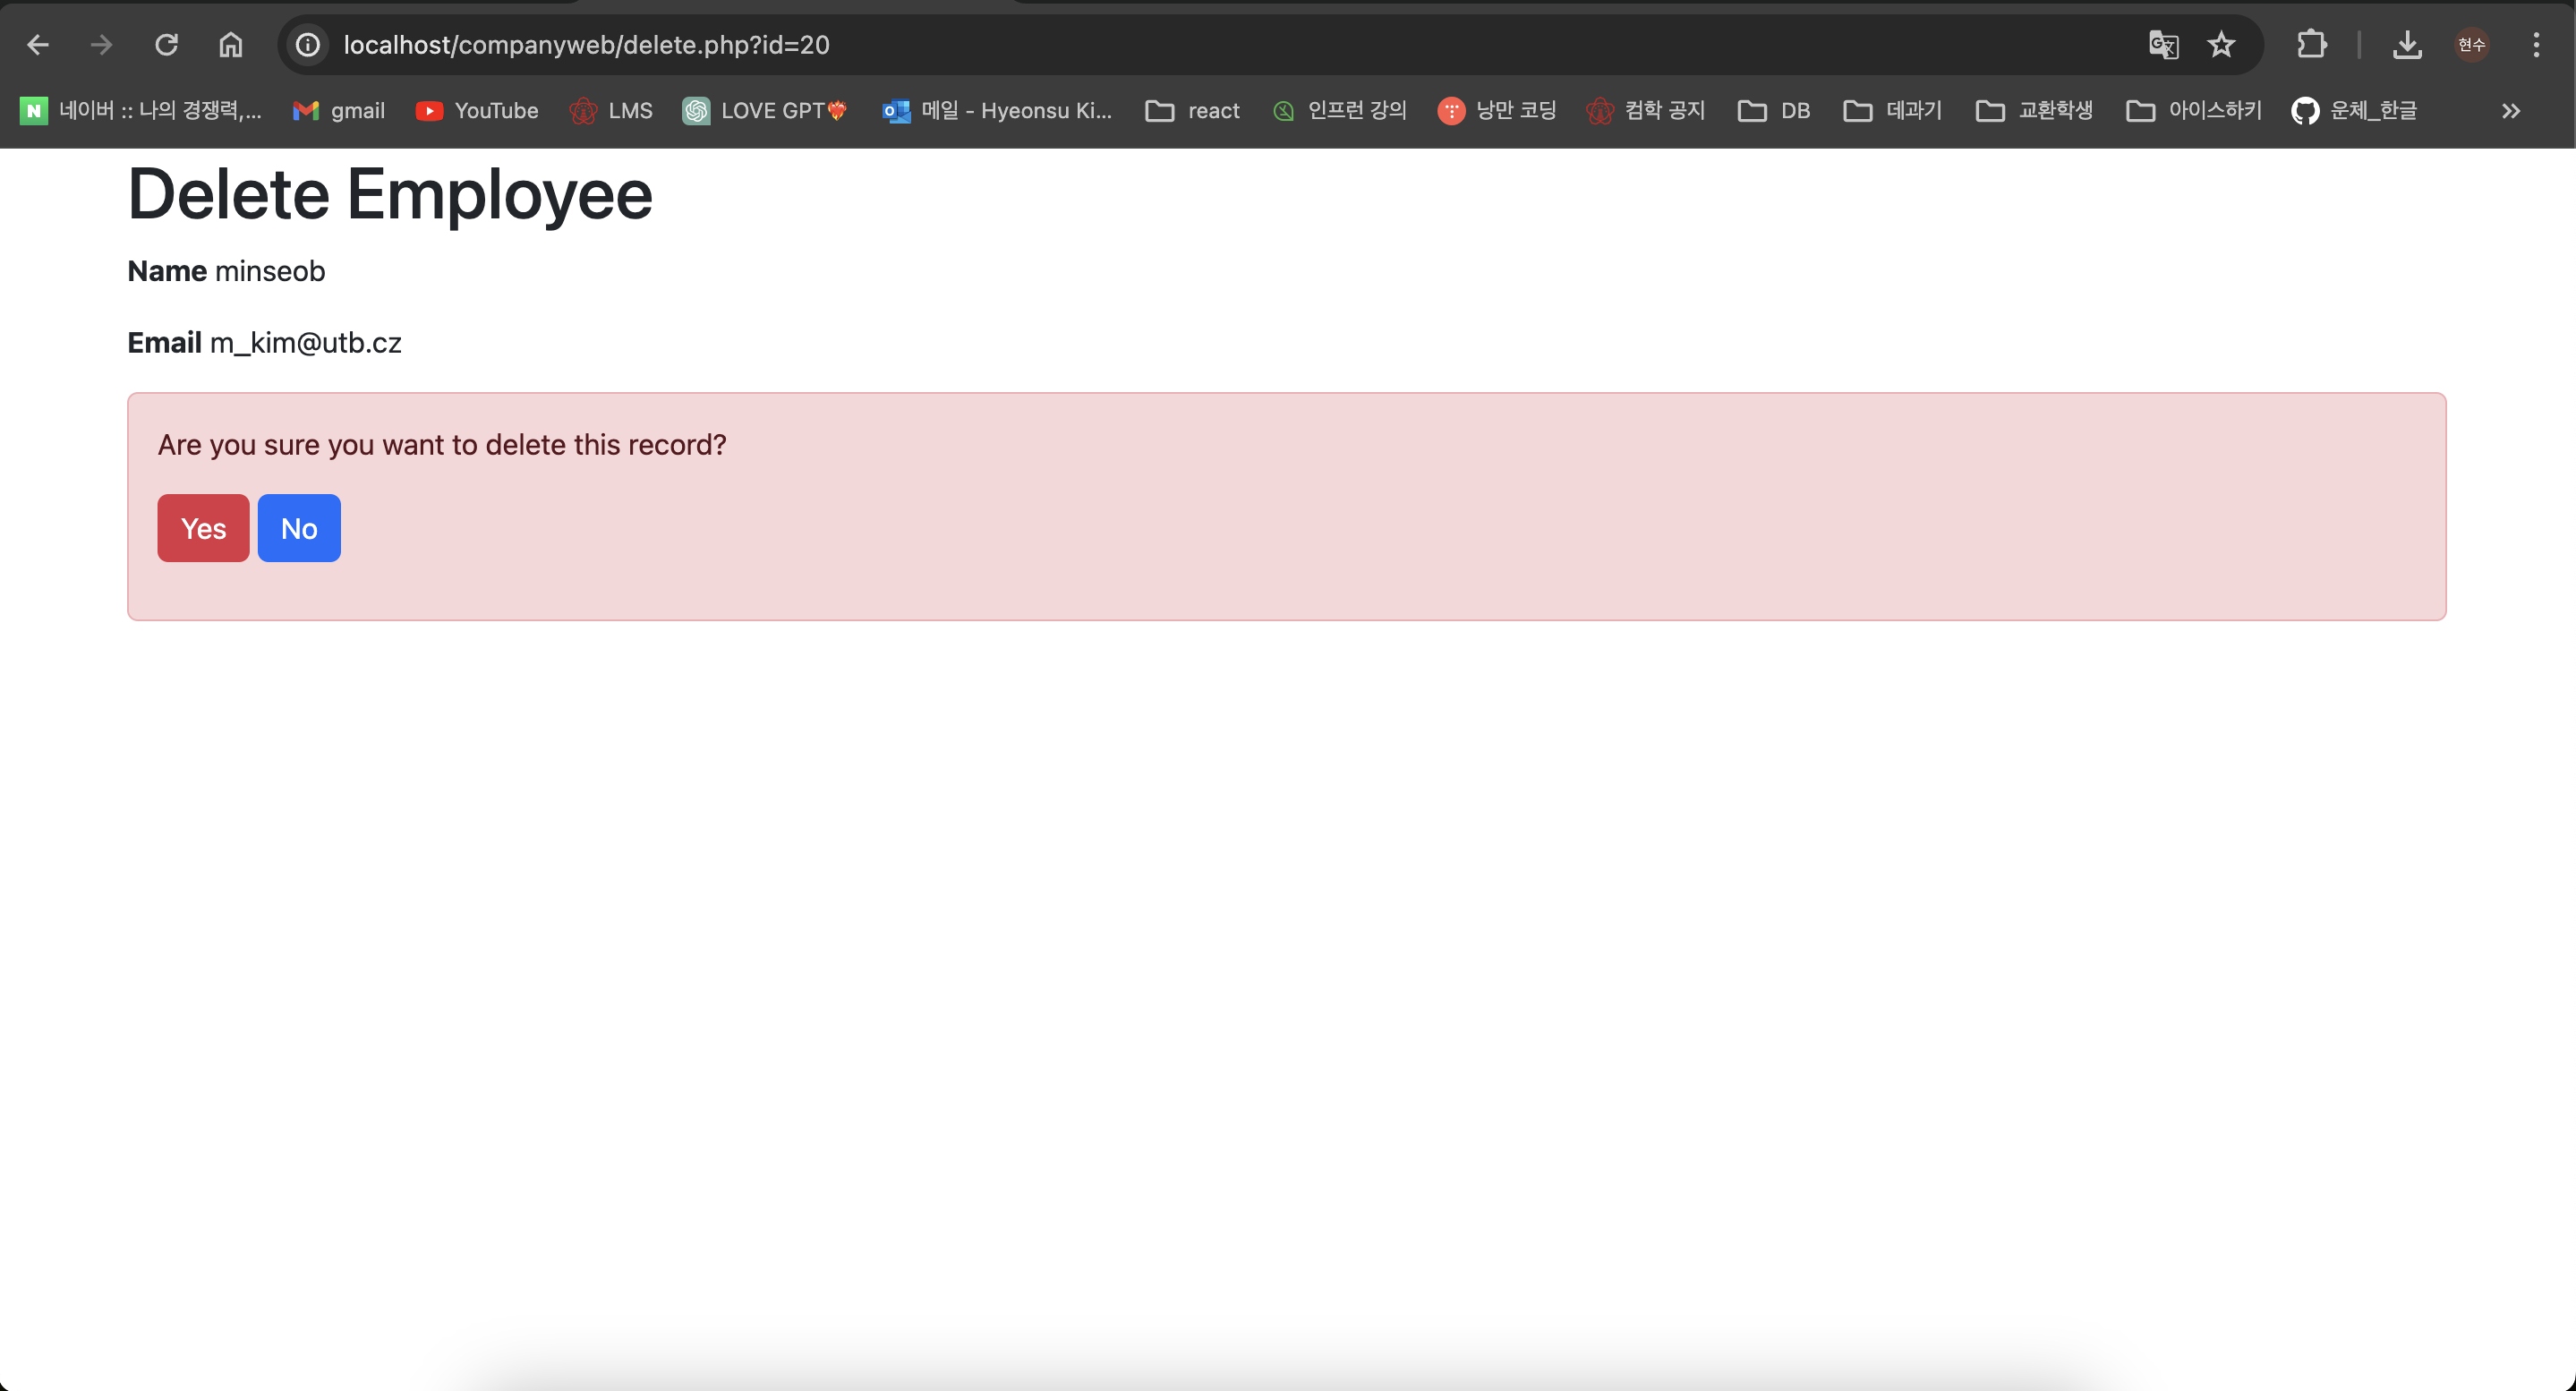 localhost/companyweb/delete.php?id=20
현수
N 네이버 :: 나의 경쟁력,... gmail YouTube LMS LOVE GPT❤️‍🔥 메일 - Hyeonsu Ki... react 인프런 강의 낭만 코딩 컴학 공지 DB 데과기 교환학생 아이스하키 운체_한글
Delete Employee
Name minseob
Email m_kim@utb.cz
Are you sure you want to delete this record?
Yes No